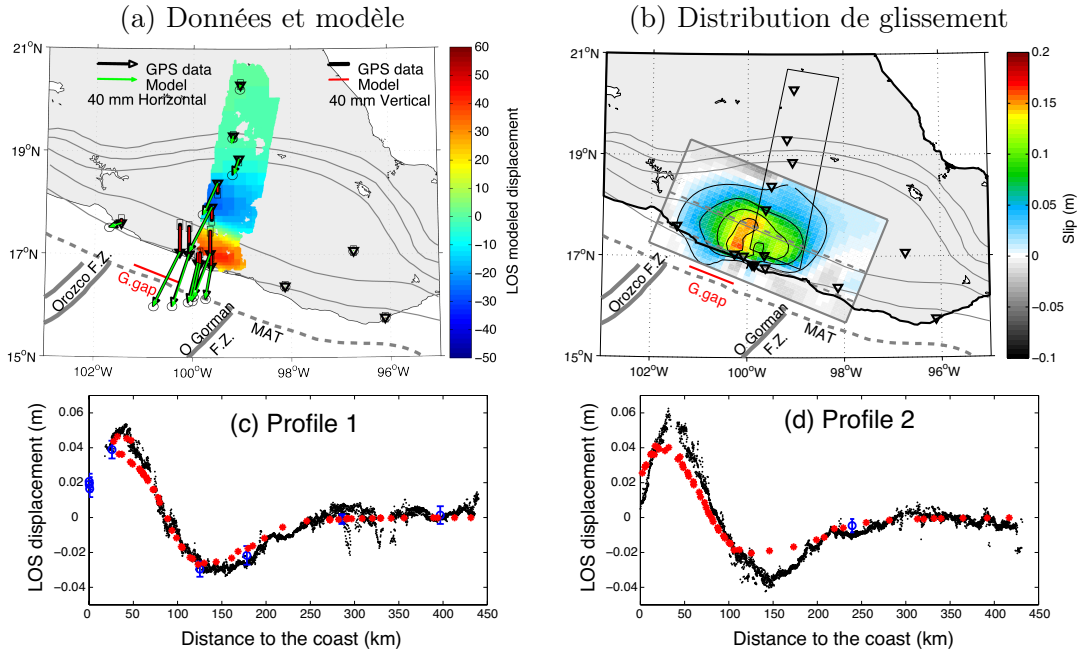 (a) Données et modèle
(b) Distribution de glissement
21°N
19°N
17°N
15°N
102°W
100°W
98°W
96°W
GPS data
Model
40 mm Horizontal
GPS data
Model
40 mm Vertical
Orozco F.Z.
G.gap
O Gorman
F.Z.
MAT
60
50
40
30
20
10
0
−10
−20
−30
−40
−50
LOS modeled displacement
21°N
19°N
17°N
15°N
102°W
100°W
98°W
96°W
Orozco F.Z.
G.gap
O Gorman
F.Z.
MAT
0.2
0.15
0.1
0.05
0
−0.05
−0.1
Slip (m)
(c) Profile 1
LOS displacement (m)
0.06
0.04
0.02
0
−0.02
−0.04
0 50 100 150 200 250 300 350 400 450
Distance to the coast (km)
(d) Profile 2
LOS displacement (m)
0.06
0.04
0.02
0
−0.02
−0.04
0 50 100 150 200 250 300 350 400 450
Distance to the coast (km)